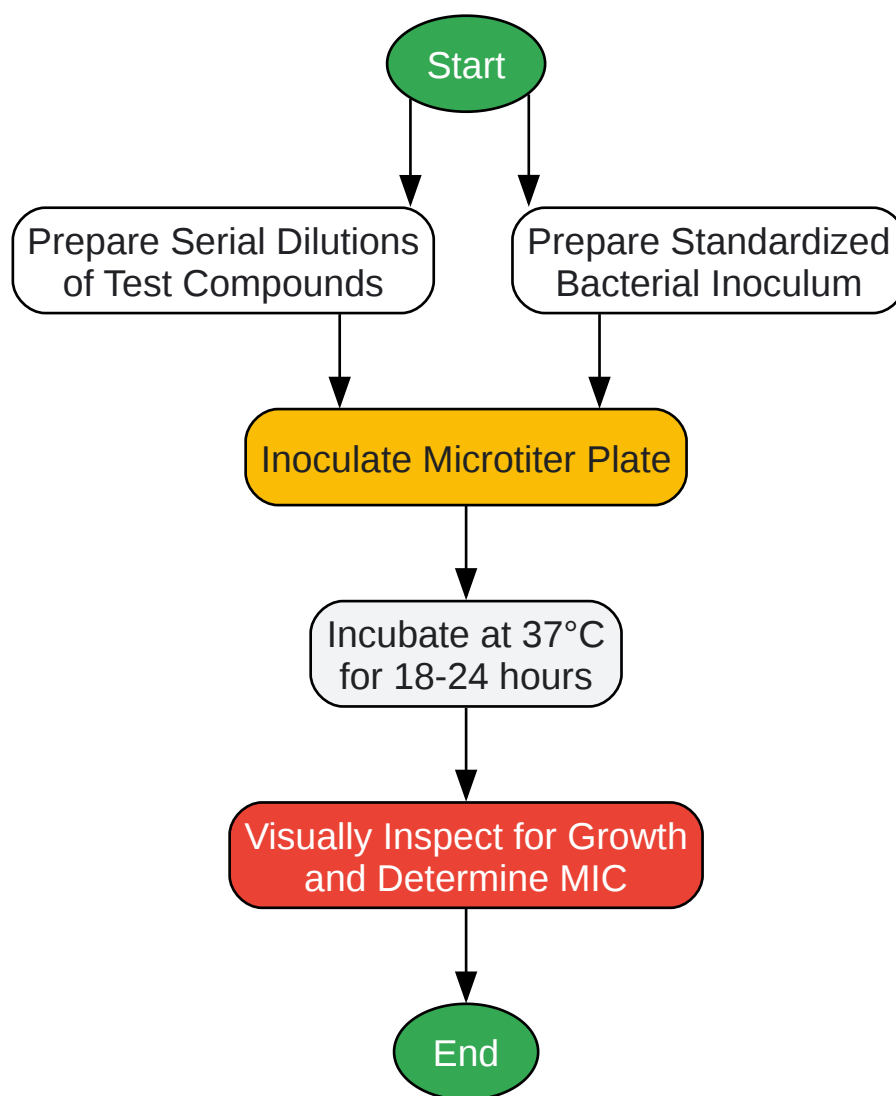 Start
Prepare Serial Dilutions
of Test Compounds
Prepare Standardized
Bacterial Inoculum
Inoculate Microtiter Plate
Incubate at 37°C
for 18-24 hours
Visually Inspect for Growth
and Determine MIC
End